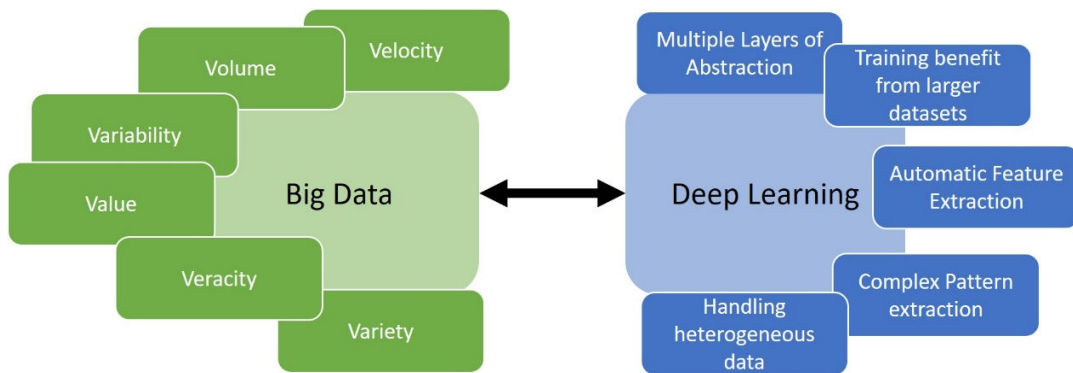 Velocity
Volume
Variability
Value
Veracity
Variety
Big Data
Deep Learning
Multiple Layers of
Abstraction
Training benefit
from larger
datasets
Automatic Feature
Extraction
Complex Pattern
extraction
Handling
heterogeneous
data